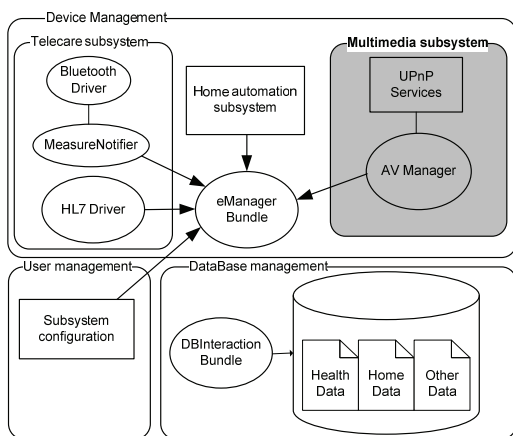 Device Management
Telecare subsystem
Multimedia subsystem
Bluetooth
Driver
Home automation
subsystem
UPnP
Services
MeasureNotifier
AV Manager
HL7 Driver
eManager
Bundle
User management
DataBase management
Subsystem
configuration
DBInteraction
Bundle
Health
Data
Home
Data
Other
Data